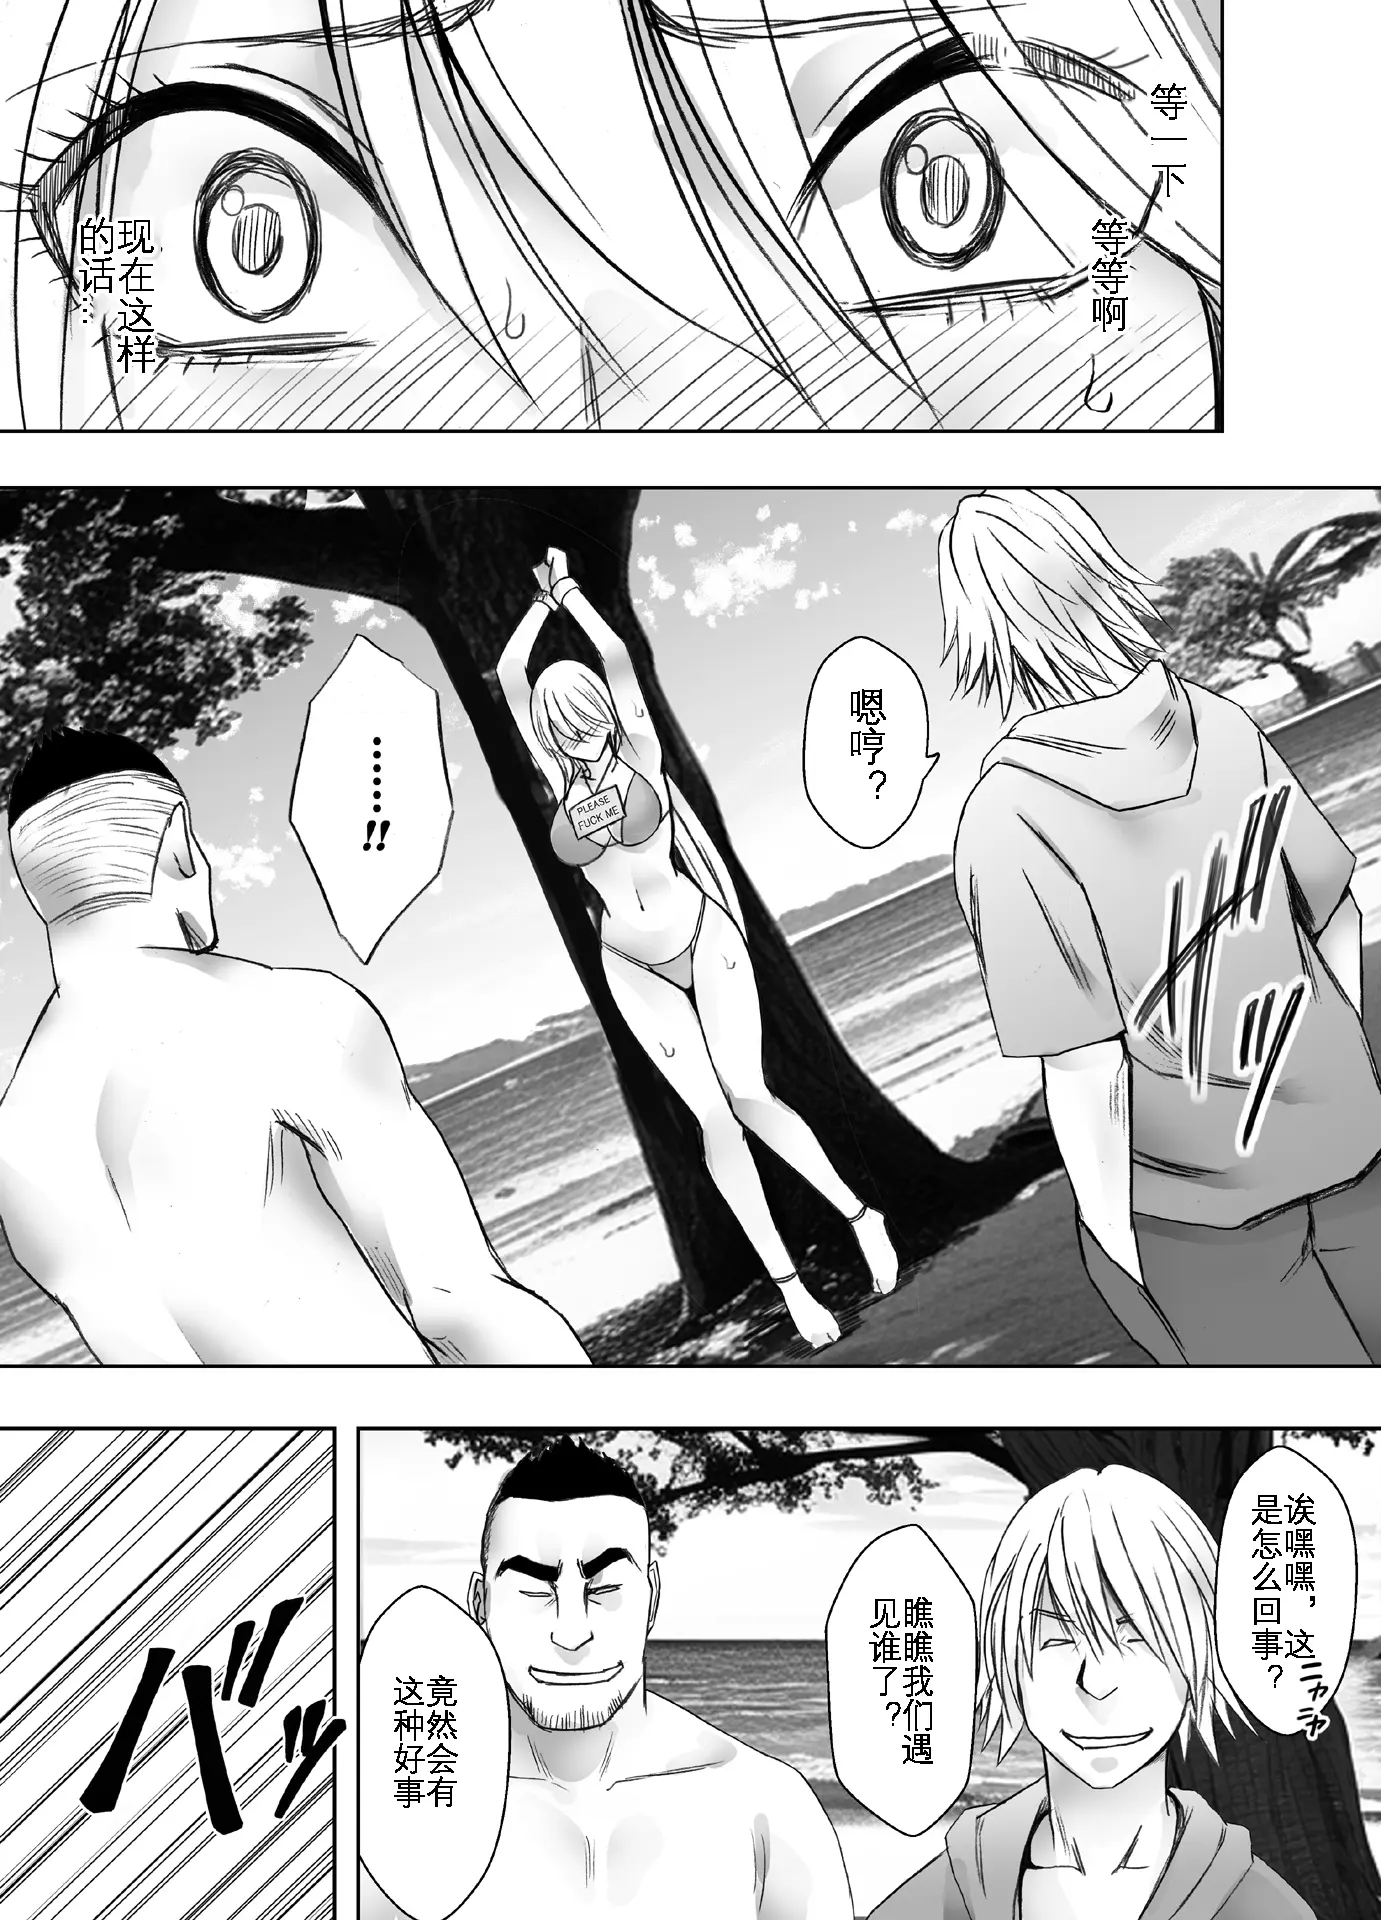 等一下
等等啊
现在这样
的话…
嗯哼？
PLEASE
FUCK ME
……!!
ザッ
诶嘿嘿，这
是怎么回事？
ニヤニヤ
瞧瞧我们遇
见谁了？
竟然会有
这种好事
バッ